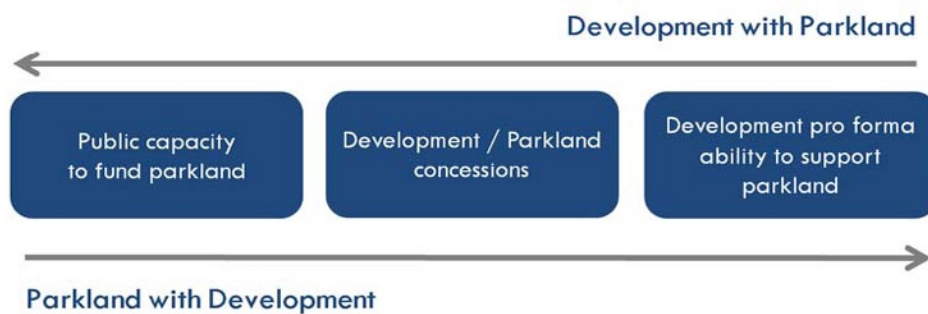 Development with Parkland
Public capacity
to fund parkland
Development / Parkland
concessions
Development pro forma
ability to support
parkland
Parkland with Development